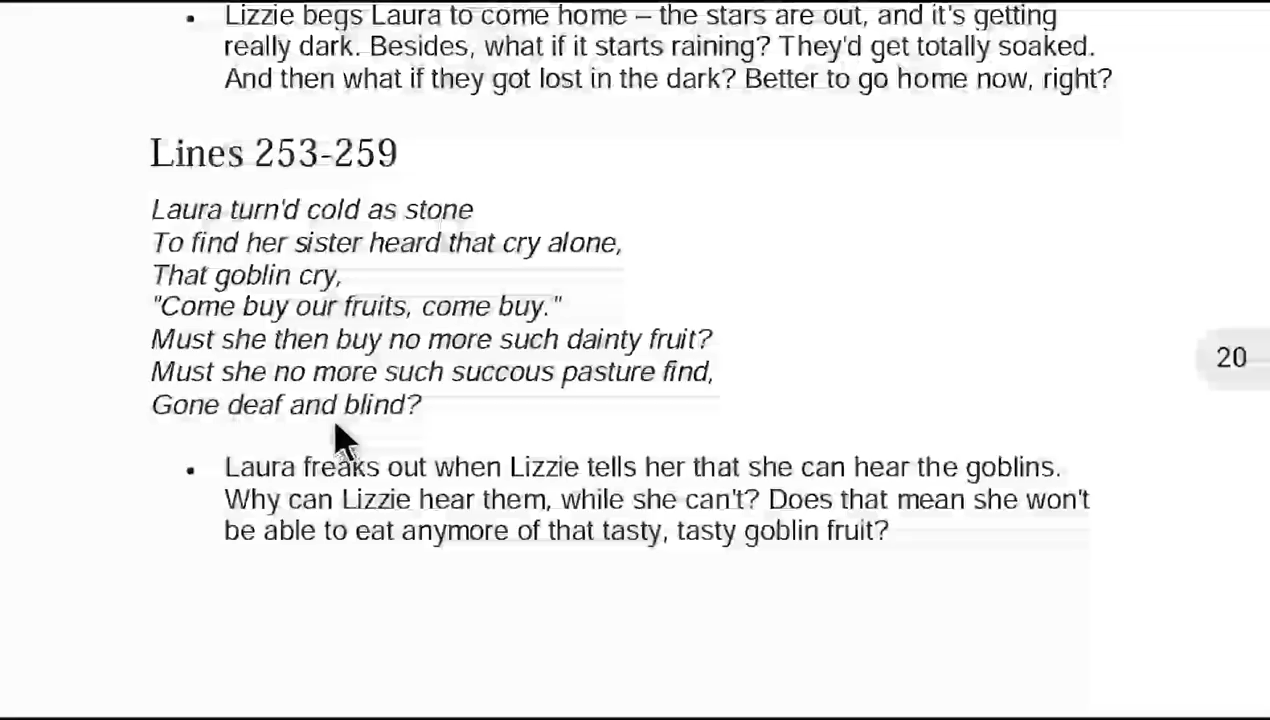 • Lizzie begs Laura to come home – the stars are out, and it's getting
really dark. Besides, what if it starts raining? They'd get totally soaked.
And then what if they got lost in the dark? Better to go home now, right?
Lines 253-259
Laura turn'd cold as stone
To find her sister heard that cry alone,
That goblin cry,
"Come buy our fruits, come buy."
Must she then buy no more such dainty fruit?
Must she no more such succous pasture find,
Gone deaf and blind?
20
• Laura freaks out when Lizzie tells her that she can hear the goblins.
Why can Lizzie hear them, while she can't? Does that mean she won't
be able to eat anymore of that tasty, tasty goblin fruit?